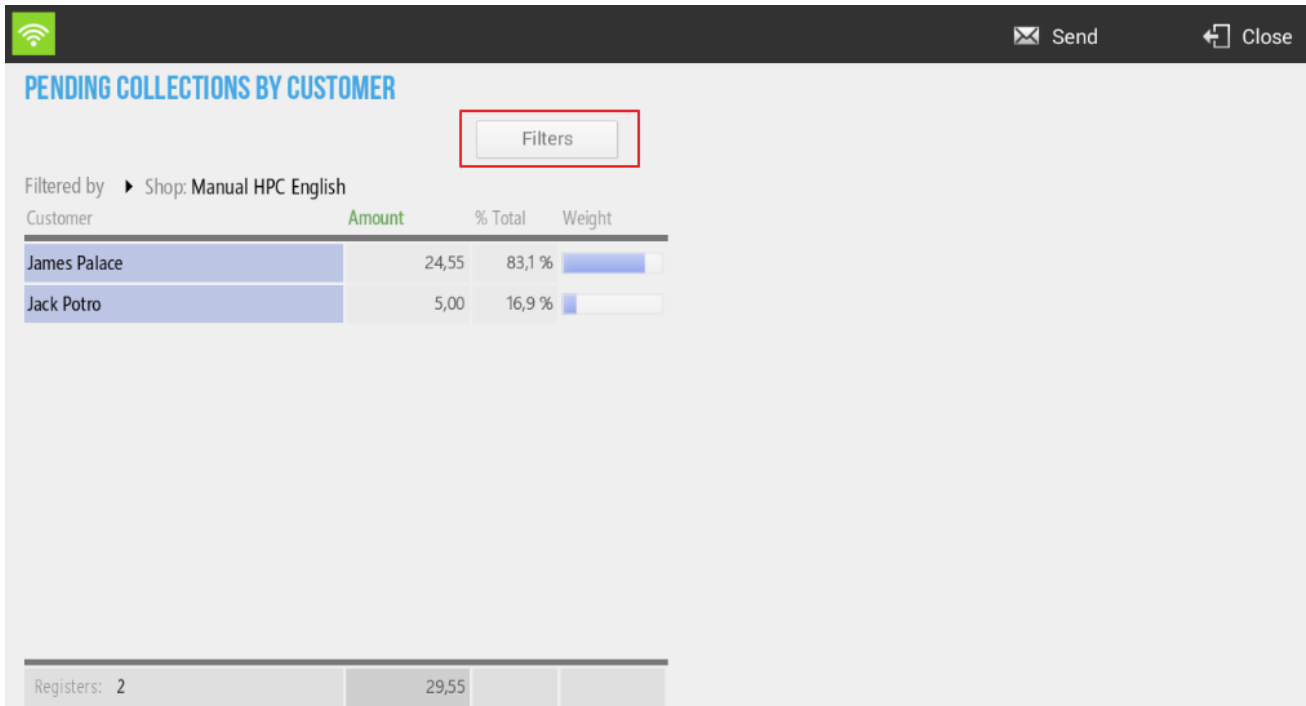 Send Close
PENDING COLLECTIONS BY CUSTOMER
Filters
Filtered by Shop: Manual HPC English
Customer Amount % Total Weight
James Palace 24,55 83,1 %
Jack Potro 5,00 16,9 %
Registers: 2 29,55